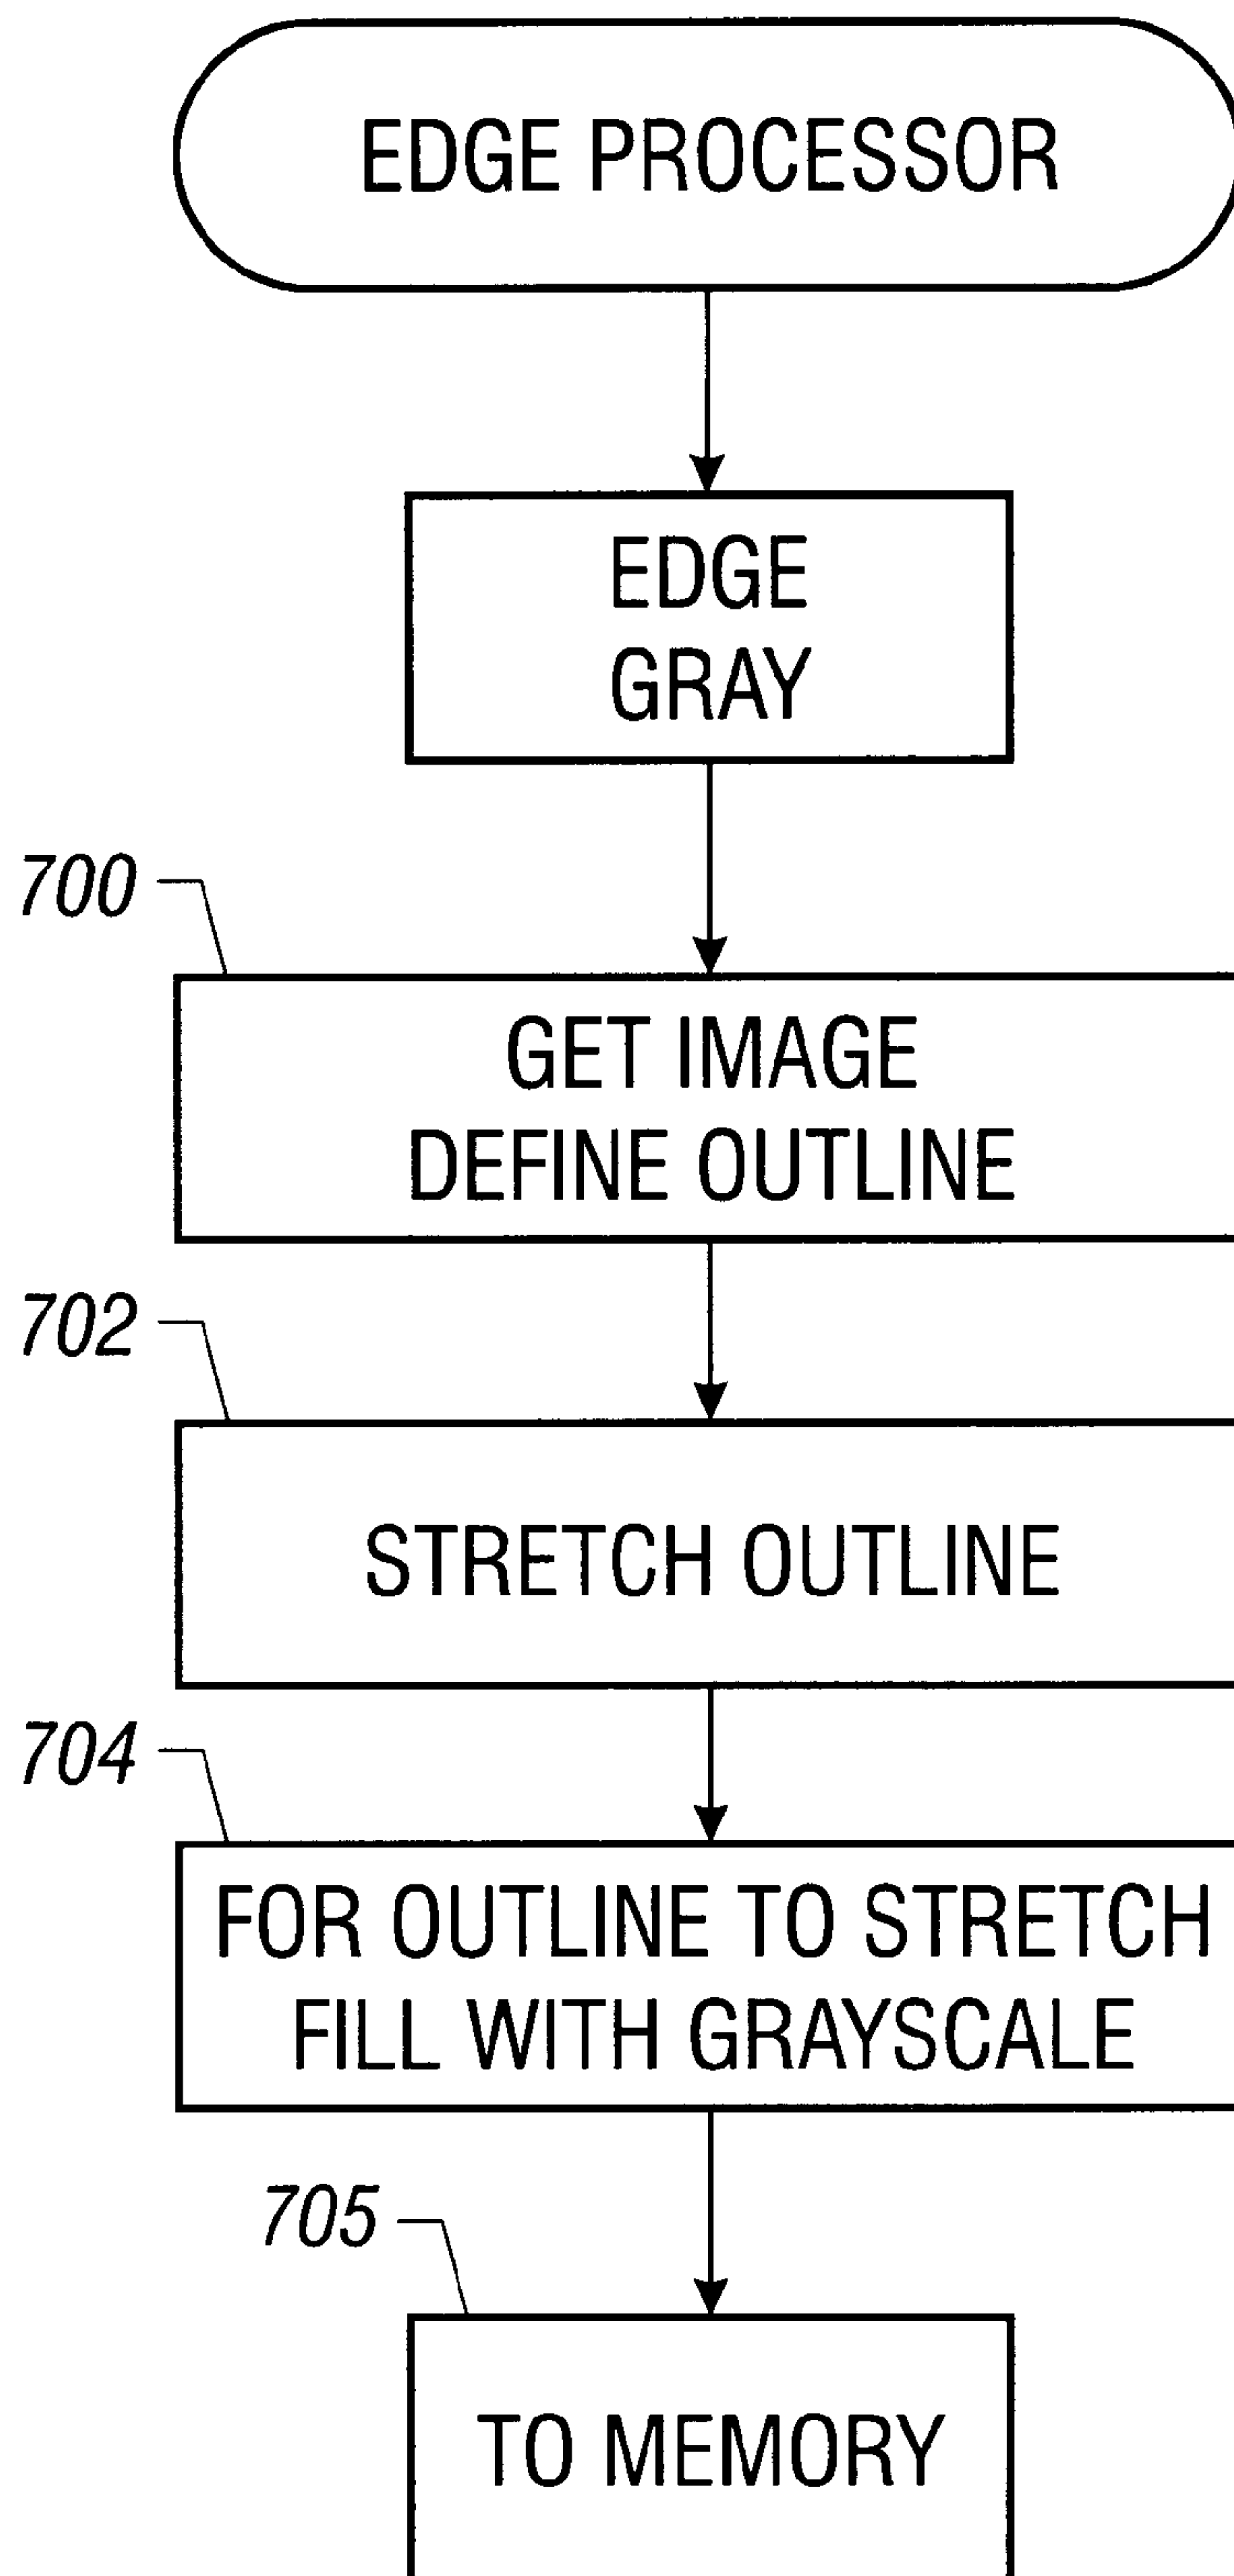 EDGE PROCESSOR
EDGE
GRAY
700
GET IMAGE
DEFINE OUTLINE
702
STRETCH OUTLINE
704
FOR OUTLINE TO STRETCH
FILL WITH GRAYSCALE
705
TO MEMORY